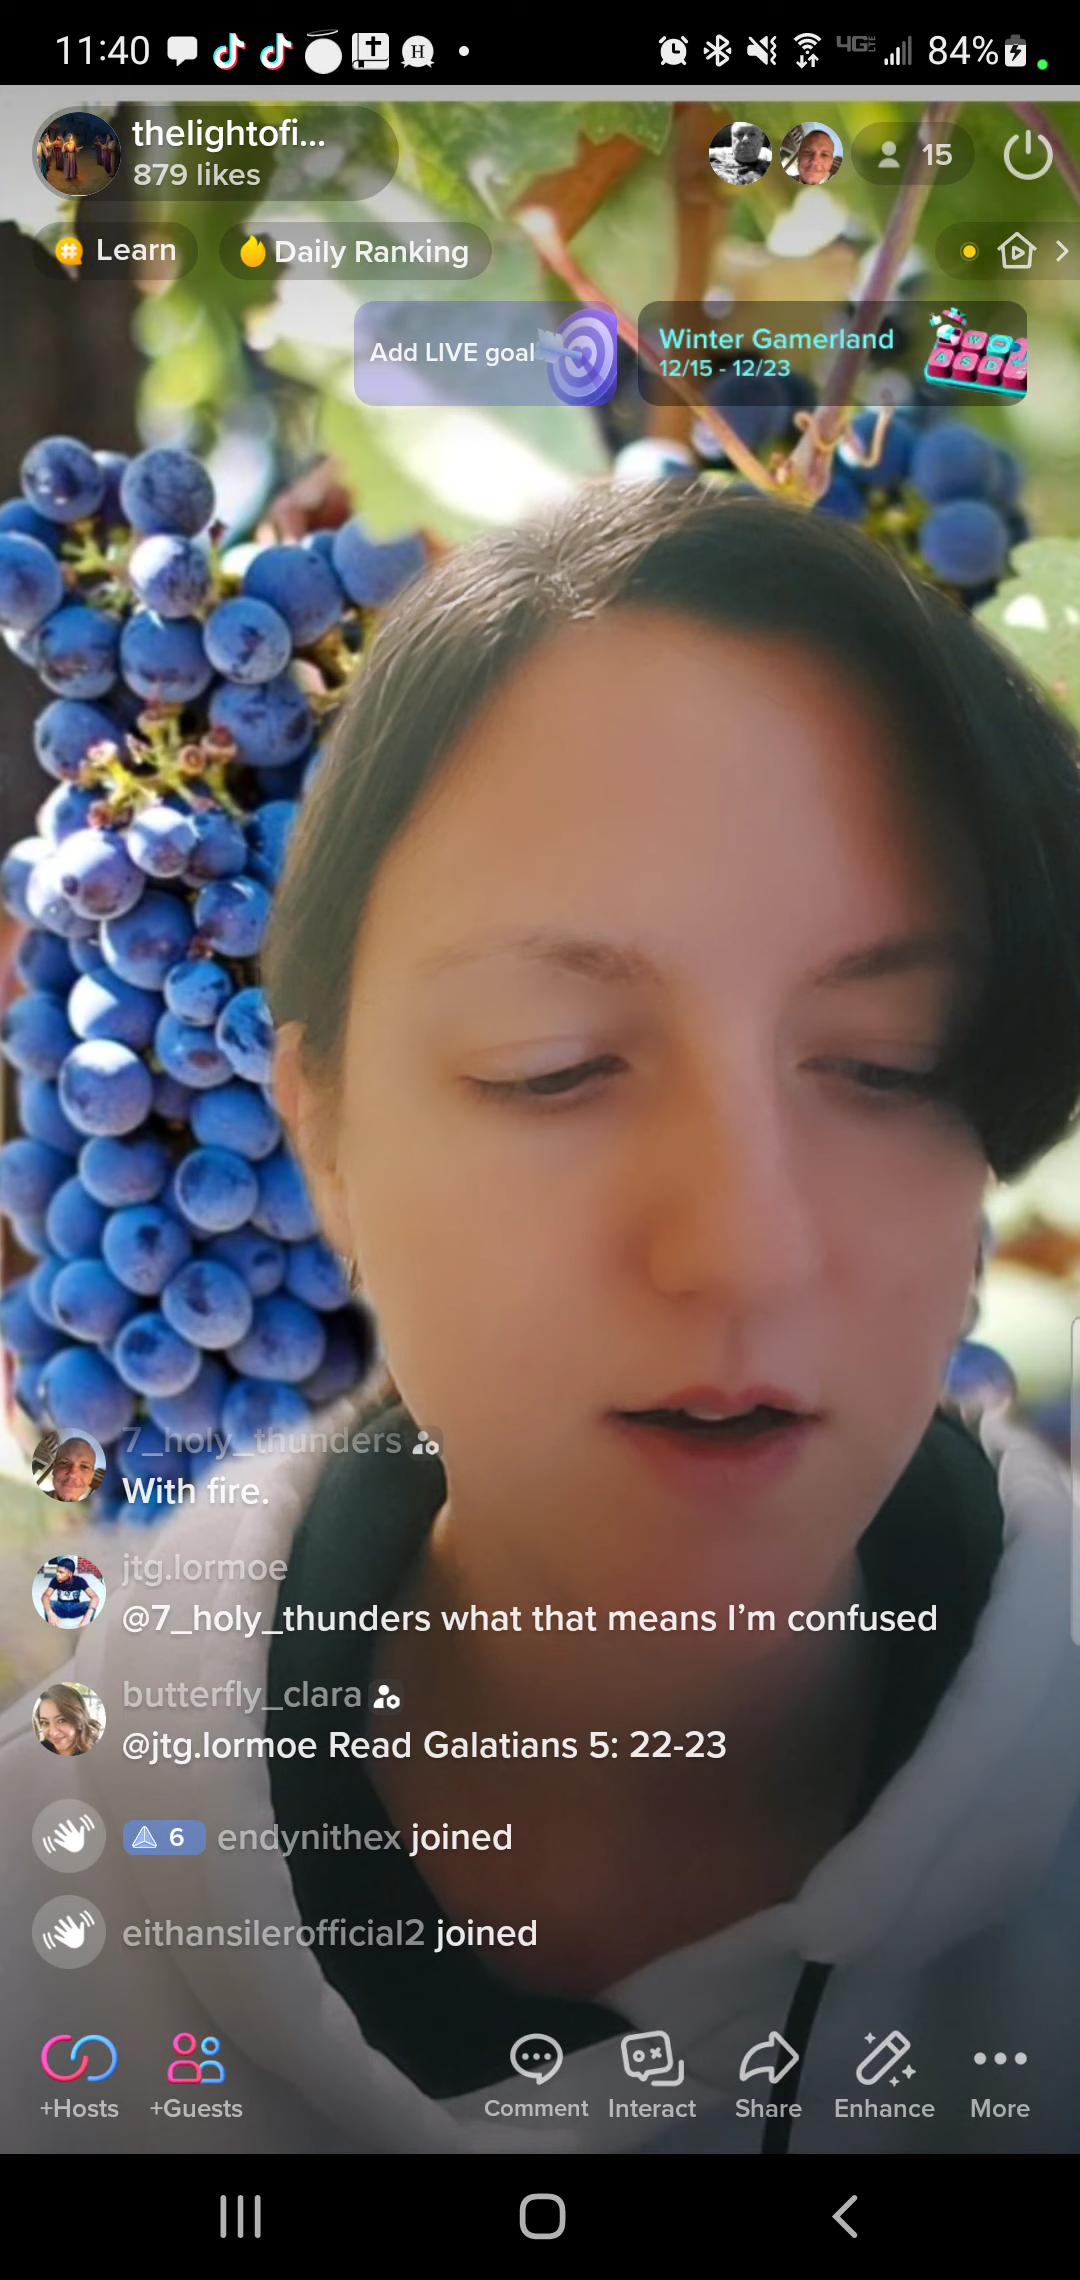 11:40 4G LTE 84%
thelightofi...
879 likes
15
Learn
Daily Ranking
Add LIVE goal
Winter Gamerland
12/15 - 12/23
W
A S D
7_holy_thunders
With fire.
jtg.lormoe
@7_holy_thunders what that means I’m confused
butterfly_clara
@jtg.lormoe Read Galatians 5: 22-23
6 endynithex joined
eithansilerofficial2 joined
+Hosts
+Guests
Comment
Interact
Share
Enhance
More